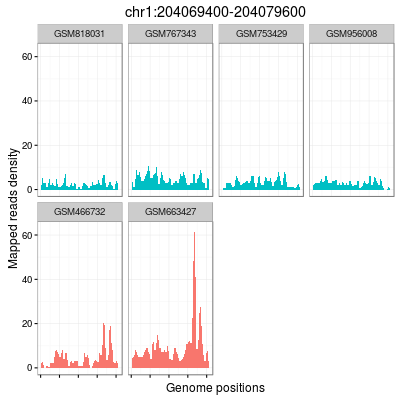 chr1:204069400-204079600
GSM818031 GSM767343 GSM753429 GSM956008
60
40
20
0
Mapped reads density
GSM466732 GSM663427
60
40
20
0
Genome positions